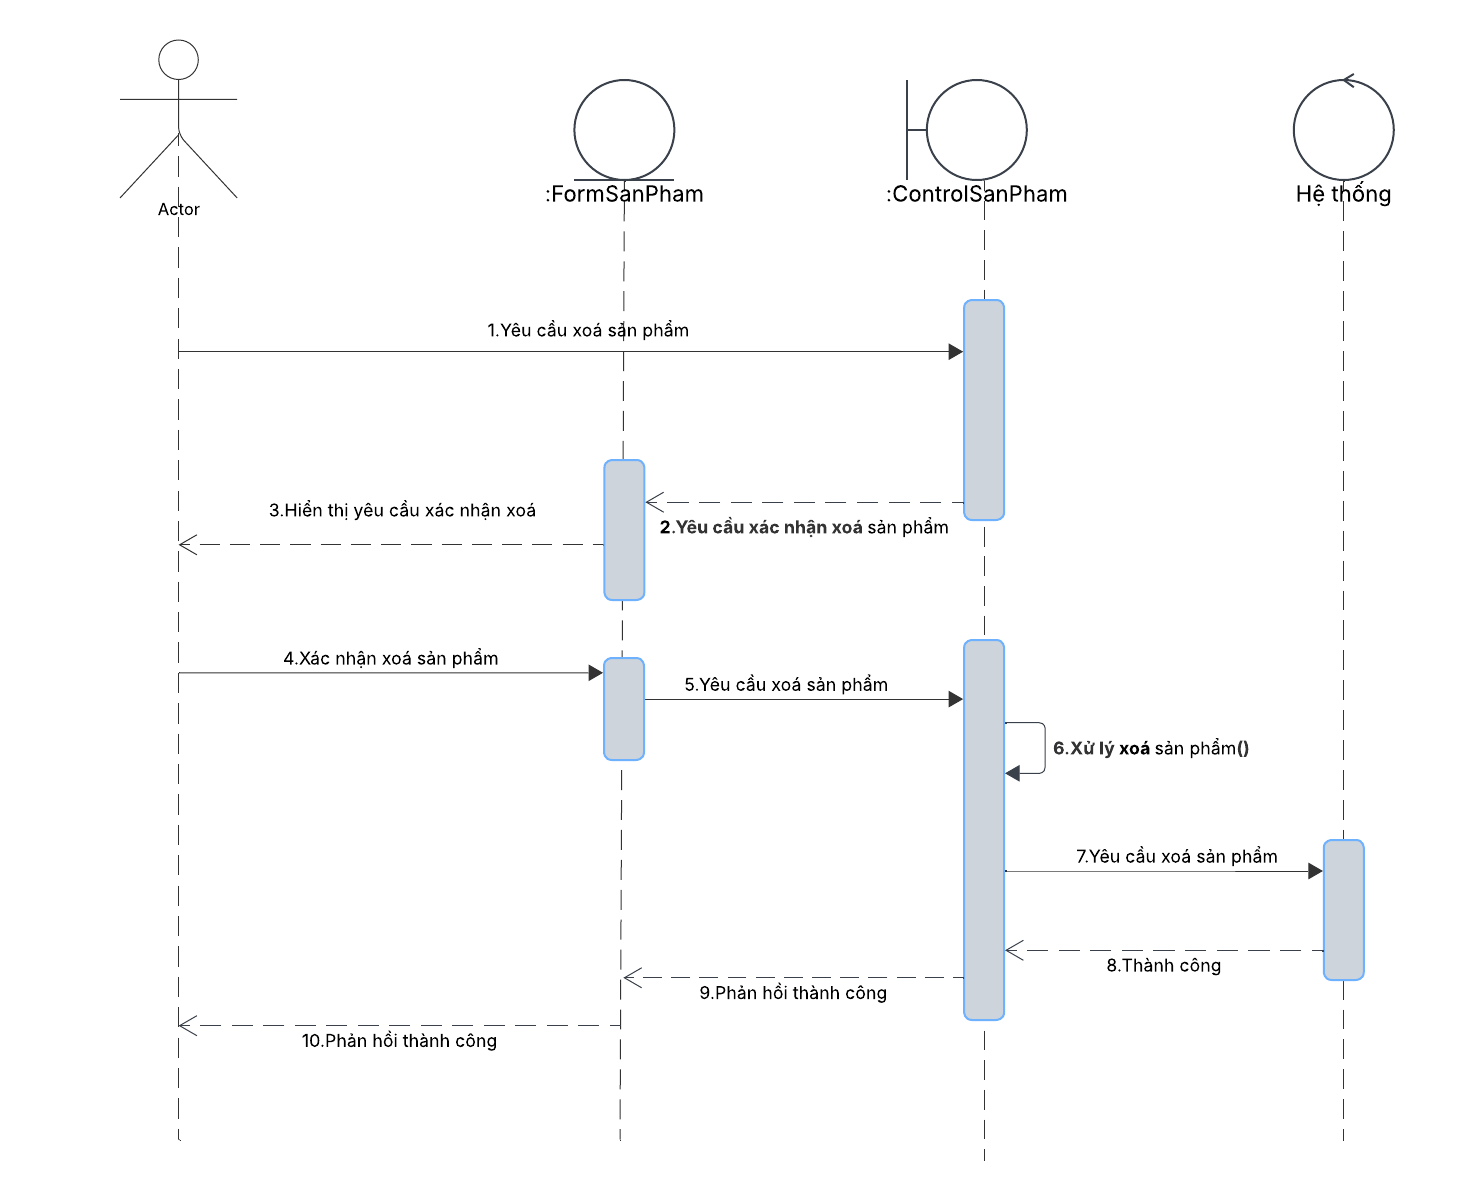 Actor
:FormSanPham
:ControlSanPham
Hệ thống
1.Yêu cầu xoá sản phẩm
2.Yêu cầu xác nhận xoá sản phẩm
3.Hiển thị yêu cầu xác nhận xoá
4.Xác nhận xoá sản phẩm
5.Yêu cầu xoá sản phẩm
6.Xử lý xoá sản phẩm()
7.Yêu cầu xoá sản phẩm
8.Thành công
9.Phản hồi thành công
10.Phản hồi thành công